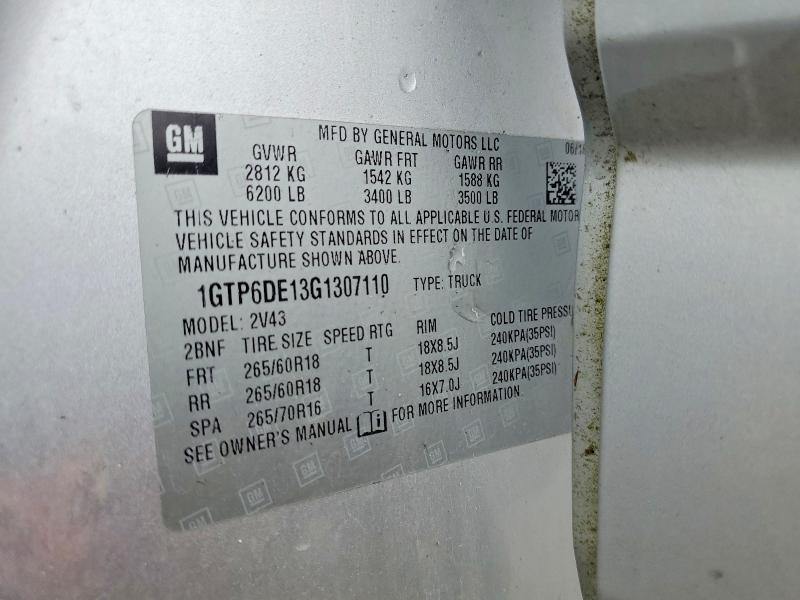 GM
MFD BY GENERAL MOTORS LLC
GVWR GAWR FRT GAWR RR
2812 KG 1542 KG 1588 KG
6200 LB 3400 LB 3500 LB
THIS VEHICLE CONFORMS TO ALL APPLICABLE U.S. FEDERAL MOTOR
VEHICLE SAFETY STANDARDS IN EFFECT ON THE DATE OF
MANUFACTURE SHOWN ABOVE.
1GTP6DE13G1307110 TYPE: TRUCK
MODEL: 2V43
2BNF TIRE SIZE SPEED RTG RIM COLD TIRE PRESSU
FRT 265/60R18 T 18X8.5J 240KPA(35PSI)
RR 265/60R18 T 18X8.5J 240KPA(35PSI)
SPA 265/70R16 T 16X7.0J 240KPA(35PSI)
SEE OWNER'S MANUAL FOR MORE INFORMATION.